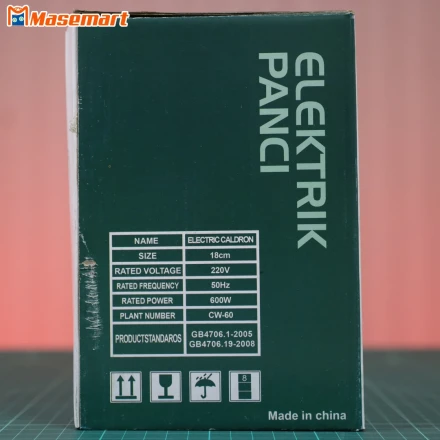 Masemart
ELEKTRIK
PANCI
NAME ELECTRIC CALDRON
SIZE 18cm
RATED VOLTAGE 220V
RATED FREQUENCY 50Hz
RATED POWER 600W
PLANT NUMBER CW-60
PRODUCTSTANDAROS GB4706.1-2005
GB4706.19-2008
8
Made in china